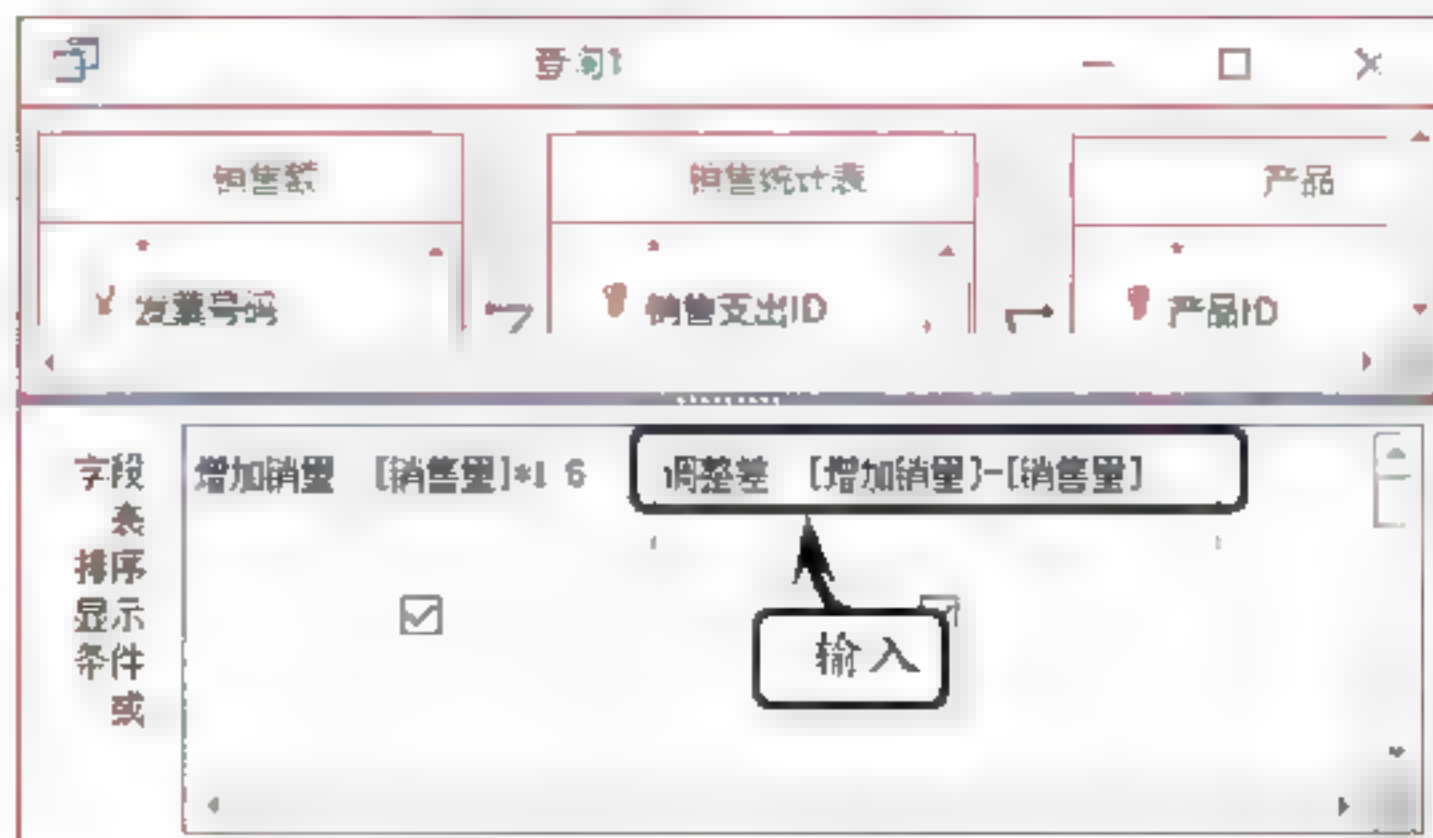 查询1
销售额 销售统计表 产品
*  *  *
发票号码 销售支出ID 产品ID
字段 增加销量 [销售量]*1 6 调整差 [增加销量]-[销售量]
表
排序
显示
条件
或
输入